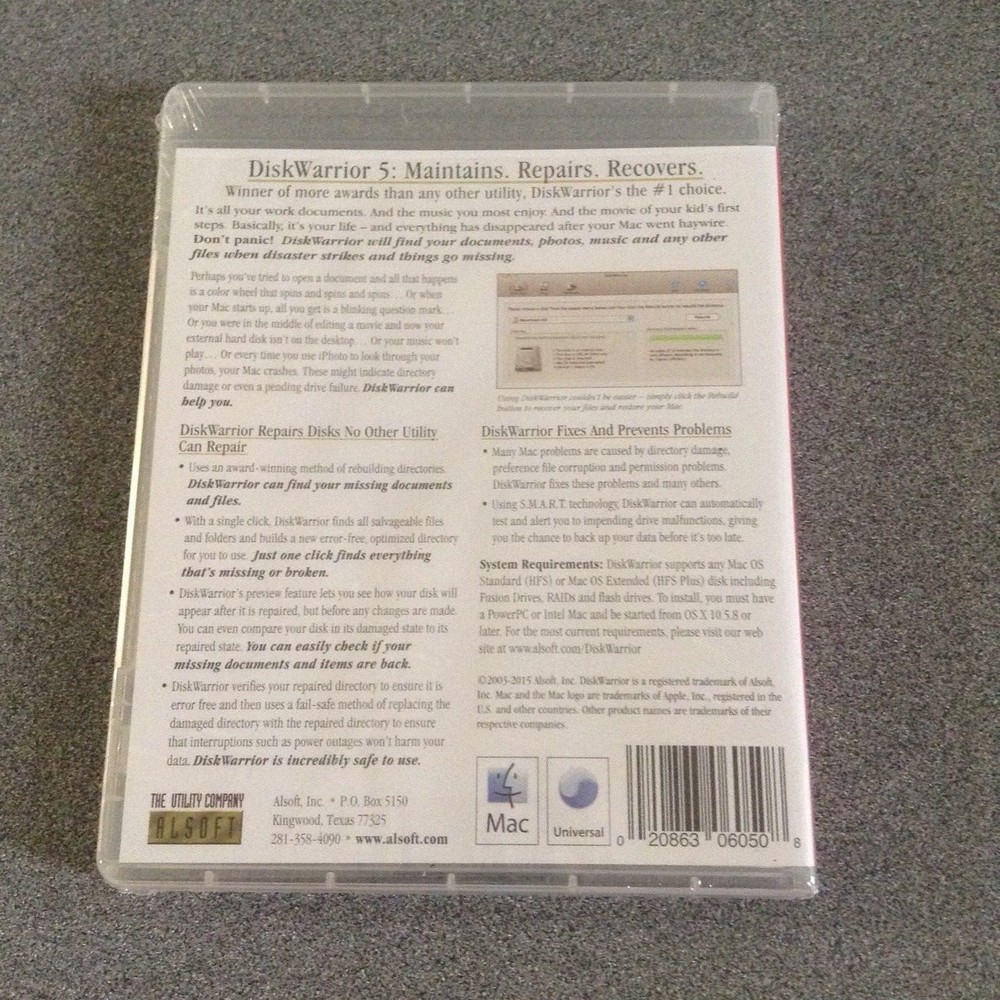 DiskWarrior 5: Maintains. Repairs. Recovers.
Winner of more awards than any other utility, DiskWarrior's the #1 choice.
It's all your work documents. And the music you most enjoy. And the movie of your kid's first
steps. Basically, it's your life – and everything has disappeared after your Mac went haywire.
Don't panic! DiskWarrior will find your documents, photos, music and any other
files when disaster strikes and things go missing.
Perhaps you've tried to open a document and all that happens
is a color wheel that spins and spins and spins… Or when
your Mac starts up, all you get is a blinking question mark…
Or you were in the middle of editing a movie and now your
external hard disk isn't on the desktop… Or your music won't
play… Or every time you use iPhoto to look through your
photos, your Mac crashes. These might indicate directory
damage or even a pending drive failure. DiskWarrior can
help you.
Using DiskWarrior couldn't be easier – simply click the Rebuild
button to recover your files and restore your Mac.
DiskWarrior Repairs Disks No Other Utility
Can Repair
• Uses an award-winning method of rebuilding directories.
DiskWarrior can find your missing documents
and files.
• With a single click, DiskWarrior finds all salvageable files
and folders and builds a new error-free, optimized directory
for you to use. Just one click finds everything
that's missing or broken.
• DiskWarrior's preview feature lets you see how your disk will
appear after it is repaired, but before any changes are made.
You can even compare your disk in its damaged state to its
repaired state. You can easily check if your
missing documents and items are back.
• DiskWarrior verifies your repaired directory to ensure it is
error free and then uses a fail-safe method of replacing the
damaged directory with the repaired directory to ensure
that interruptions such as power outages won't harm your
data. DiskWarrior is incredibly safe to use.
DiskWarrior Fixes And Prevents Problems
• Many Mac problems are caused by directory damage,
preference file corruption and permission problems.
DiskWarrior fixes these problems and many others.
• Using S.M.A.R.T. technology, DiskWarrior can automatically
test and alert you to impending drive malfunctions, giving
you the chance to back up your data before it's too late.
System Requirements: DiskWarrior supports any Mac OS
Standard (HFS) or Mac OS Extended (HFS Plus) disk including
Fusion Drives, RAIDs and flash drives. To install, you must have
a PowerPC or Intel Mac and be started from OS X 10.5.8 or
later. For the most current requirements, please visit our web
site at www.alsoft.com/DiskWarrior
©2003-2015 Alsoft, Inc. DiskWarrior is a registered trademark of Alsoft,
Inc. Mac and the Mac logo are trademarks of Apple, Inc., registered in the
U.S. and other countries. Other product names are trademarks of their
respective companies.
THE UTILITY COMPANY
ALSOFT
Alsoft, Inc. • P.O. Box 5150
Kingwood, Texas 77325
281-358-4090 • www.alsoft.com
Mac
Universal
0 20863 06050 8